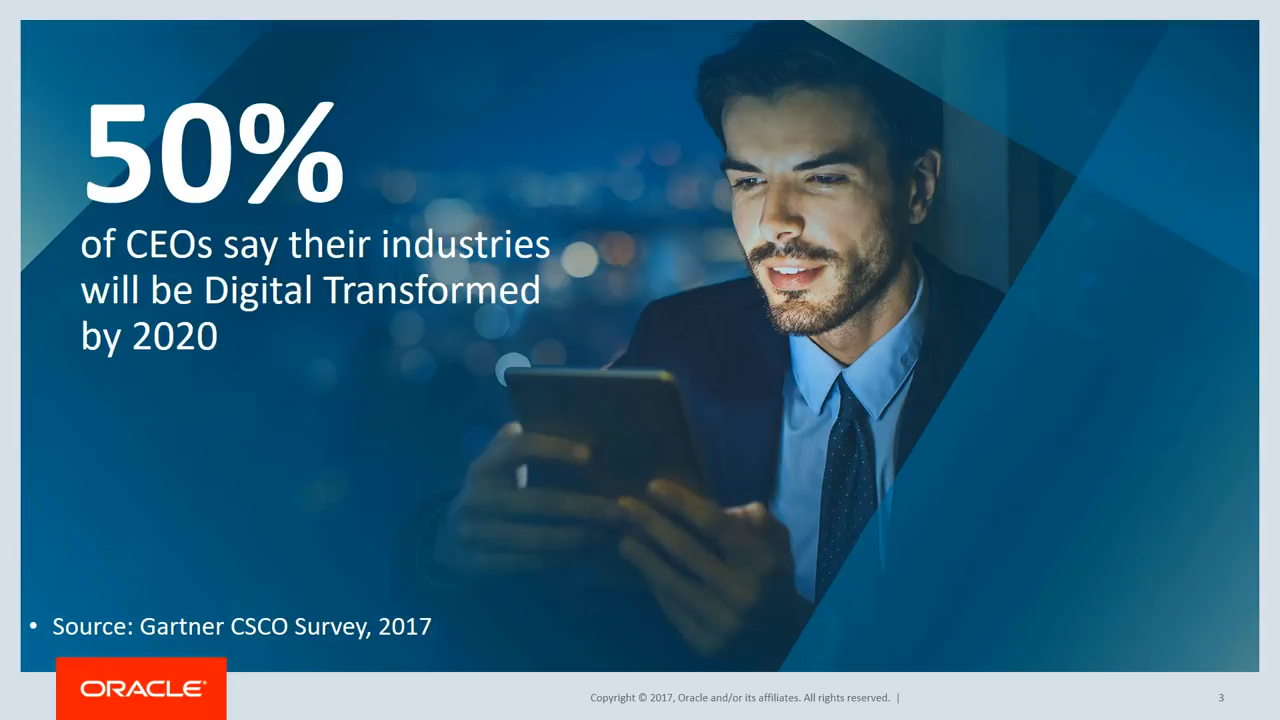 50%
of CEOs say their industries
will be Digital Transformed
by 2020
• Source: Gartner CSCO Survey, 2017
ORACLE®
Copyright © 2017, Oracle and/or its affiliates. All rights reserved. |
3